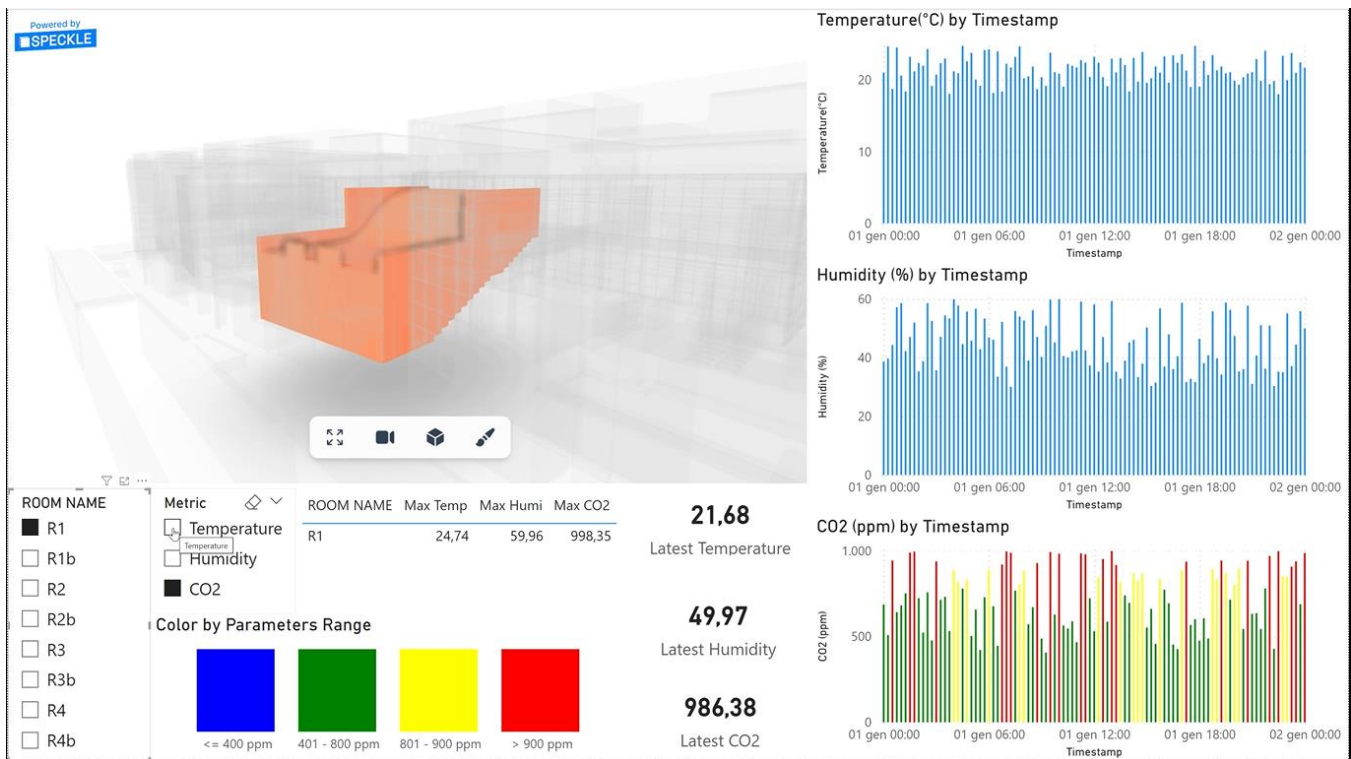 Powered by
SPECKLE
Temperature(°C) by Timestamp
Temperature(°C)
20
10
0
01 gen 00:00 01 gen 06:00 01 gen 12:00 01 gen 18:00 02 gen 00:00
Timestamp
Humidity (%) by Timestamp
Humidity (%)
60
40
20
0
01 gen 00:00 01 gen 06:00 01 gen 12:00 01 gen 18:00 02 gen 00:00
Timestamp
CO2 (ppm) by Timestamp
CO2 (ppm)
1.000
500
0
01 gen 00:00 01 gen 06:00 01 gen 12:00 01 gen 18:00 02 gen 00:00
Timestamp
ROOM NAME
R1
R1b
R2
R2b
R3
R3b
R4
R4b
Metric
Temperature
Temperature
Humidity
CO2
ROOM NAME Max Temp Max Humi Max CO2
R1 24,74 59,96 998,35
Color by Parameters Range
<= 400 ppm 401 - 800 ppm 801 - 900 ppm > 900 ppm
21,68
Latest Temperature
49,97
Latest Humidity
986,38
Latest CO2